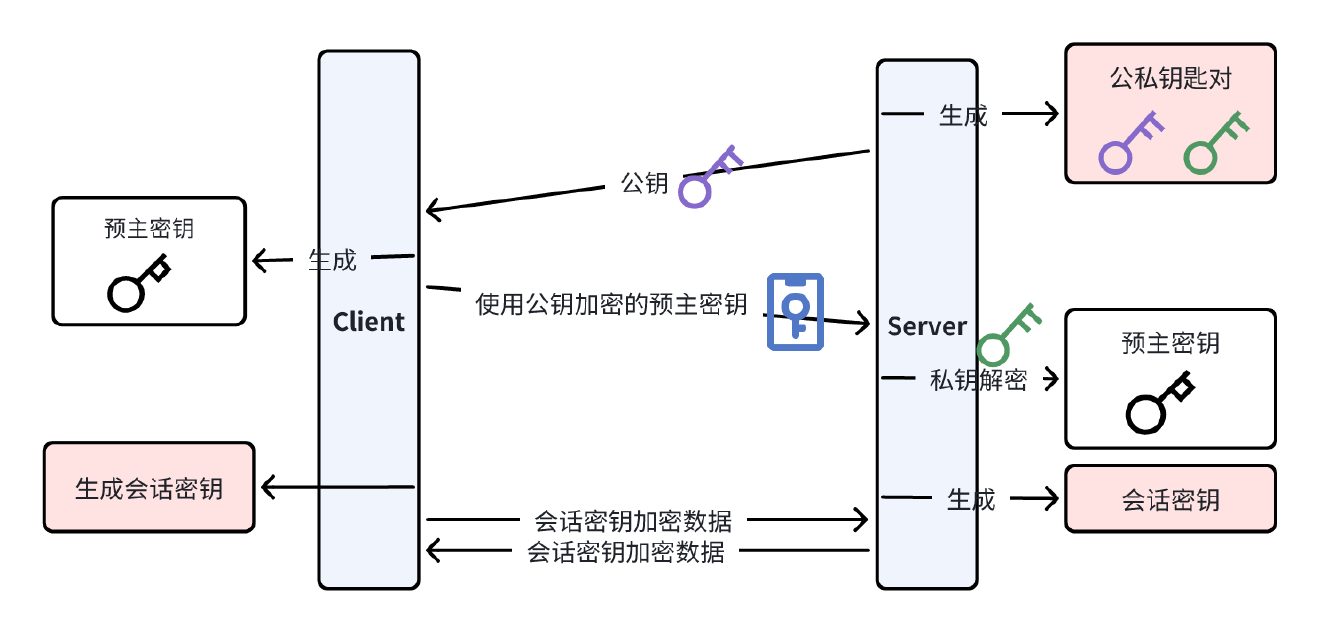 公私钥匙对
生成
公钥
预主密钥
生成
使用公钥加密的预主密钥
Client
Server
预主密钥
私钥解密
生成会话密钥
生成
会话密钥
会话密钥加密数据
会话密钥加密数据